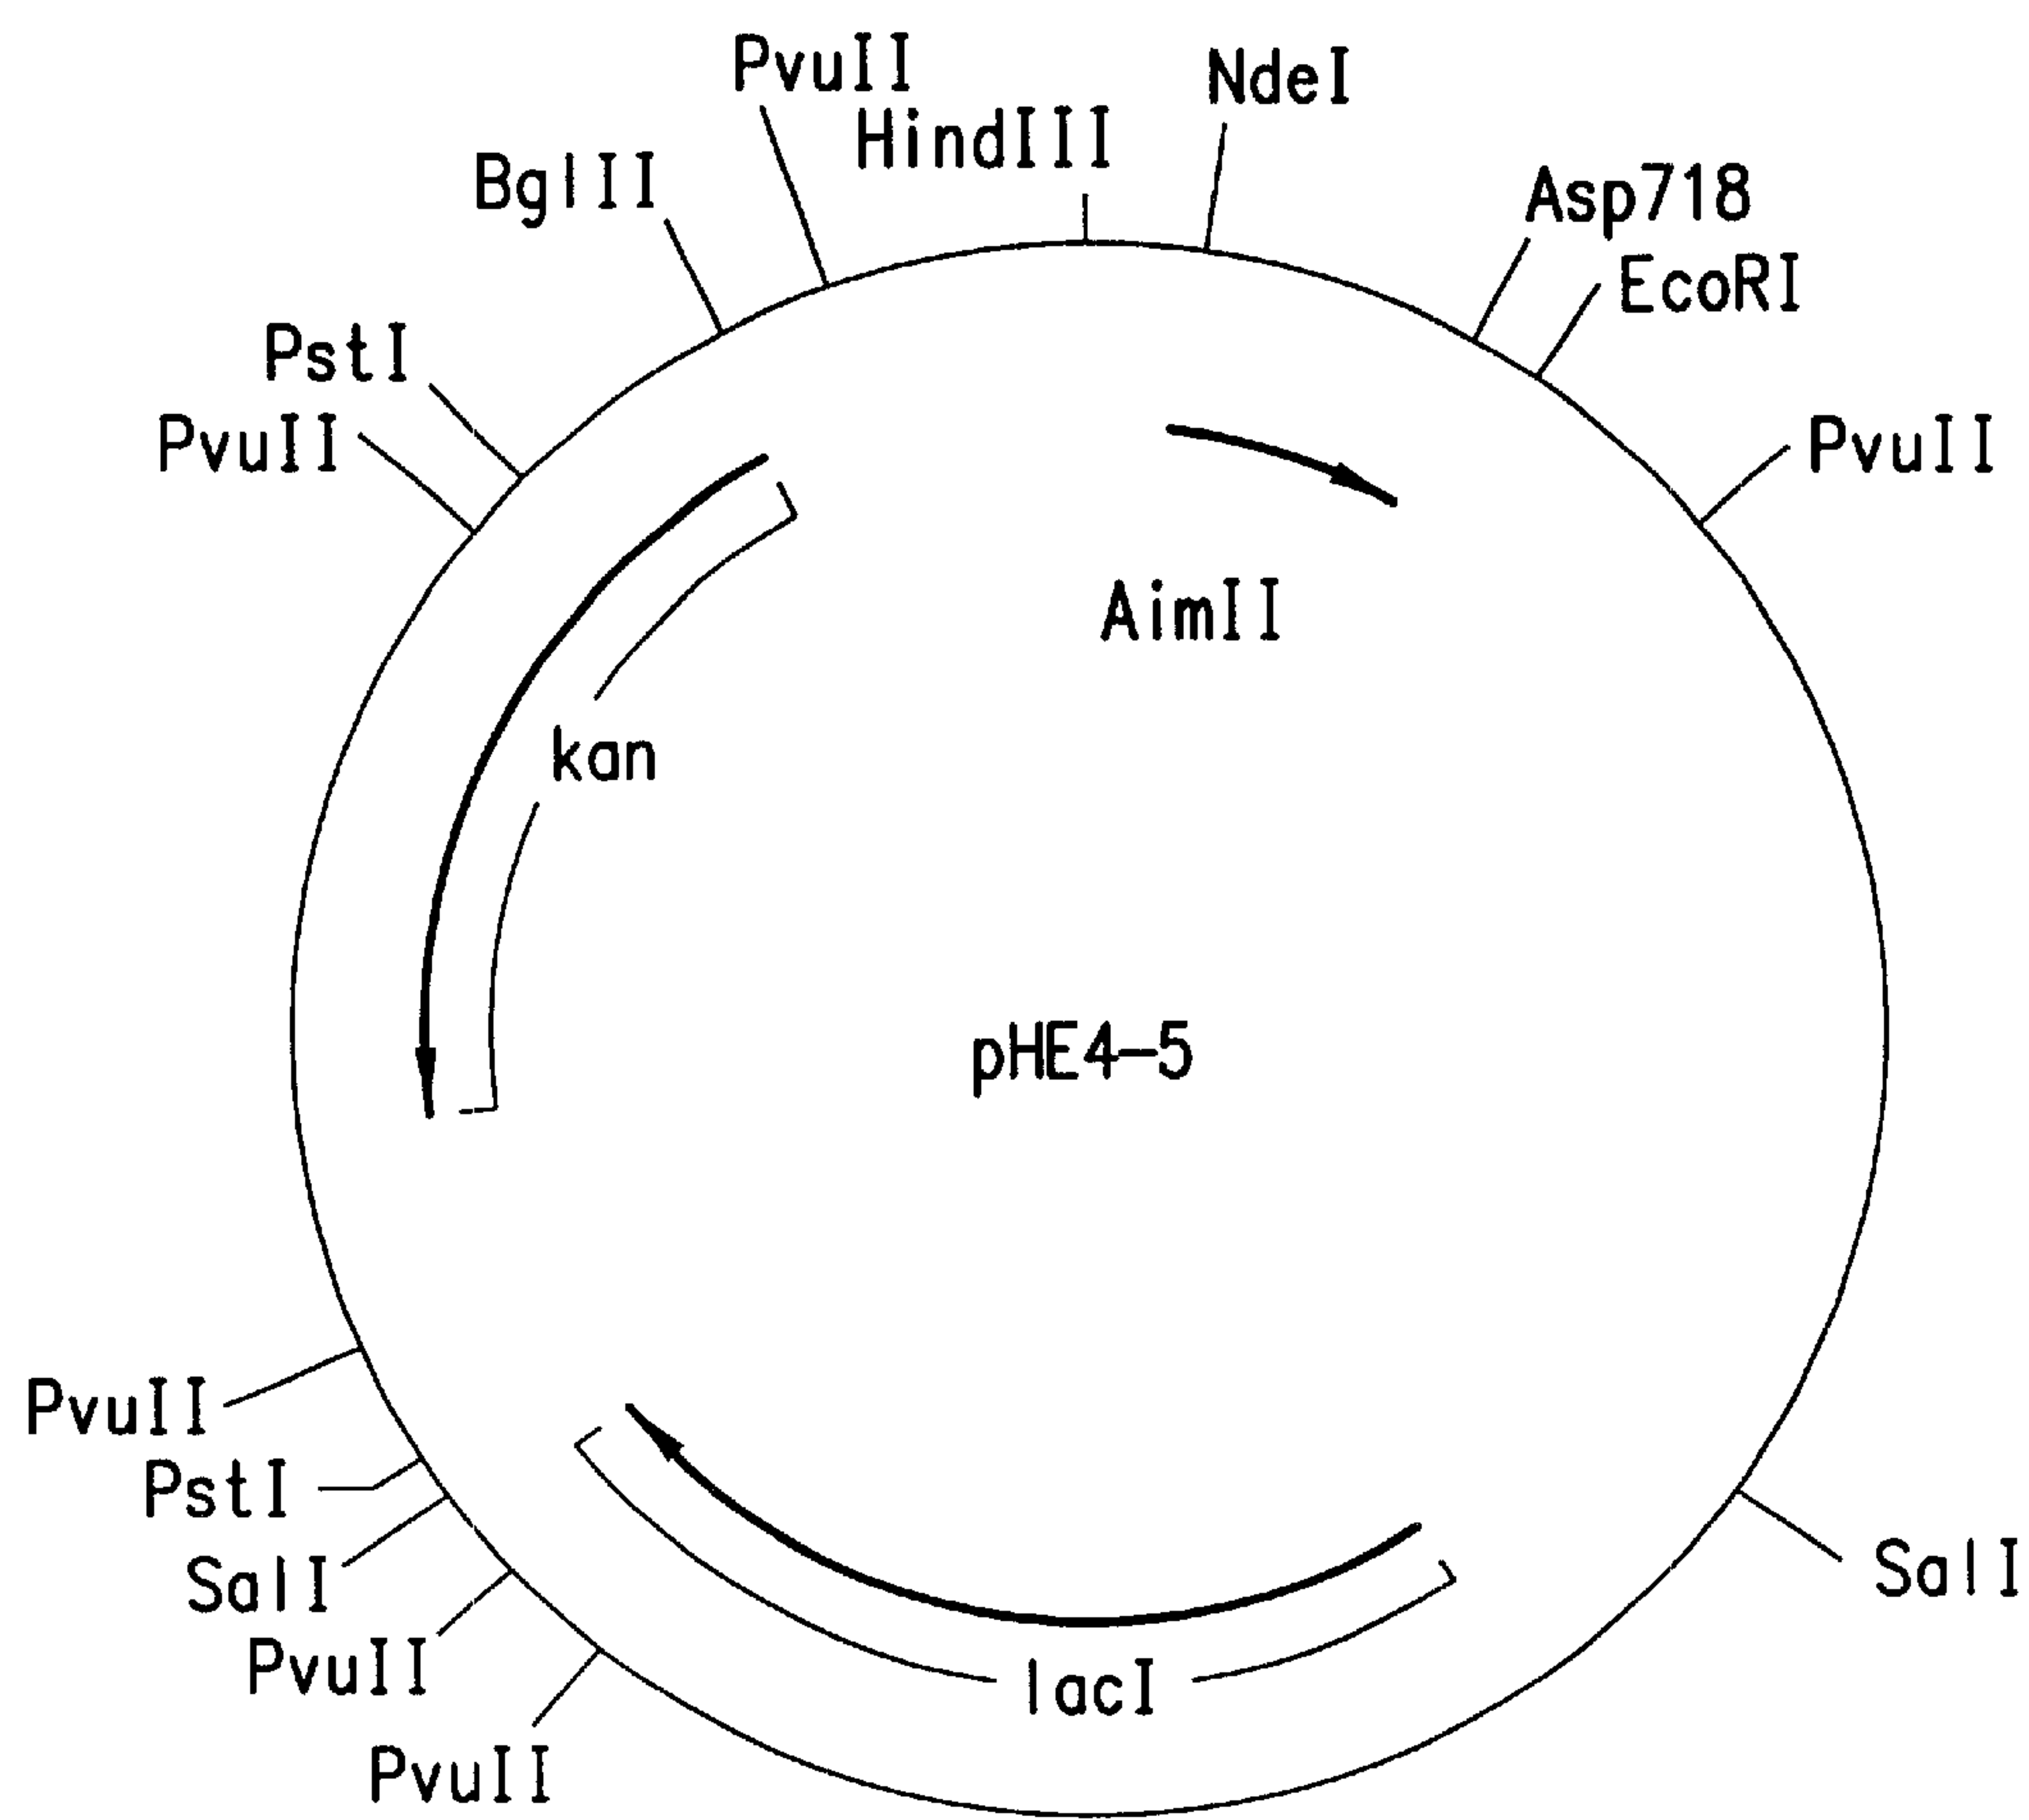 PvuII
NdeI
HindIII
BglII
Asp718
EcoRI
PstI
PvuII
PvuII
AimII
kan
pHE4-5
PvuII
PstI
SalI
SalI
PvuII
lacI
PvuII